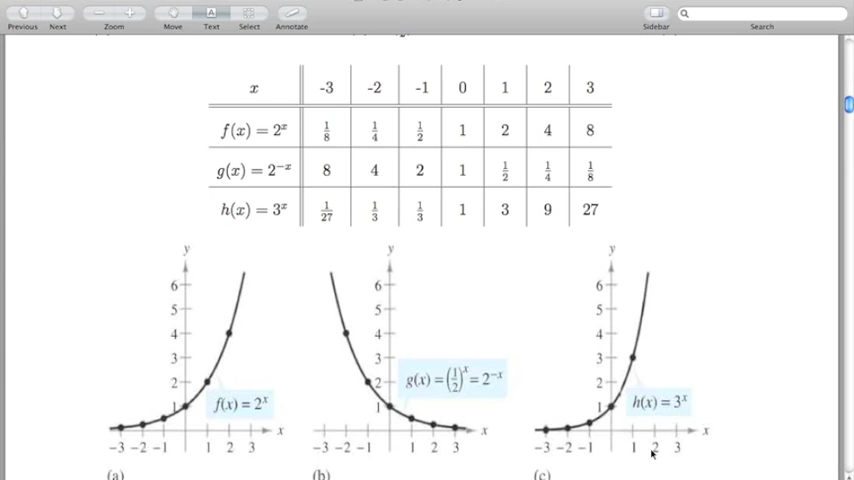 Previous Next Zoom Move Text Select Annotate Sidebar Search
x -3 -2 -1 0 1 2 3
f(x) = 2^x 1/8 1/4 1/2 1 2 4 8
g(x) = 2^-x 8 4 2 1 1/2 1/4 1/8
h(x) = 3^x 1/27 1/3 1/3 1 3 9 27
y
6
5
4
3
2
1
f(x) = 2^x
x
-3 -2 -1 1 2 3
(a)
y
6
5
4
3
2
1
g(x) = (1/2)^x = 2^-x
x
-3 -2 -1 1 2 3
(b)
y
6
5
4
3
2
1
h(x) = 3^x
x
-3 -2 -1 1 2 3
(c)